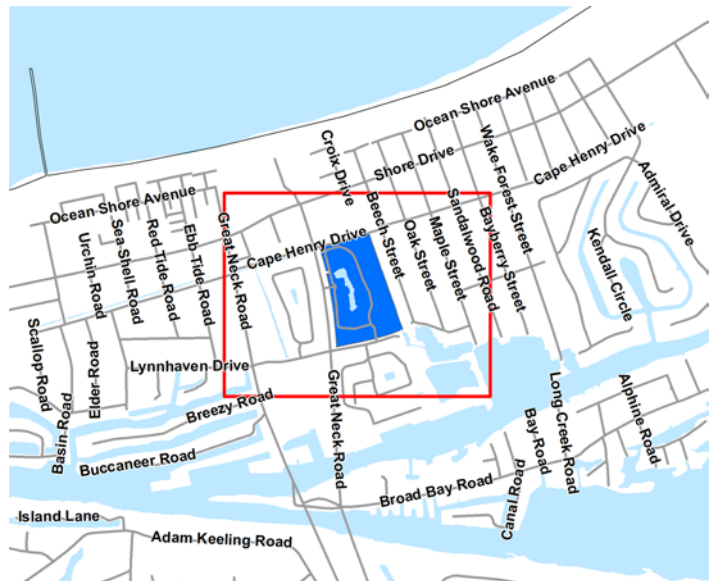 Ocean Shore Avenue
Shore Drive
Croix Drive
Wake Forest Street
Cape Henry Drive
Admiral Drive
Ocean Shore Avenue
Great Neck Road
Cape Henry Drive
Beech Street
Oak Street
Maple Street
Sandalwood Road
Bayberry Street
Kendall Circle
Urchin Road
Sea Shell Road
Red Tide Road
Ebb Tide Road
Scallop Road
Basin Road
Elder Road
Lynnhaven Drive
Breezy Road
Buccaneer Road
Great Neck Road
Long Creek Road
Alphine Road
Bay Road
Canal Road
Broad Bay Road
Island Lane
Adam Keeling Road